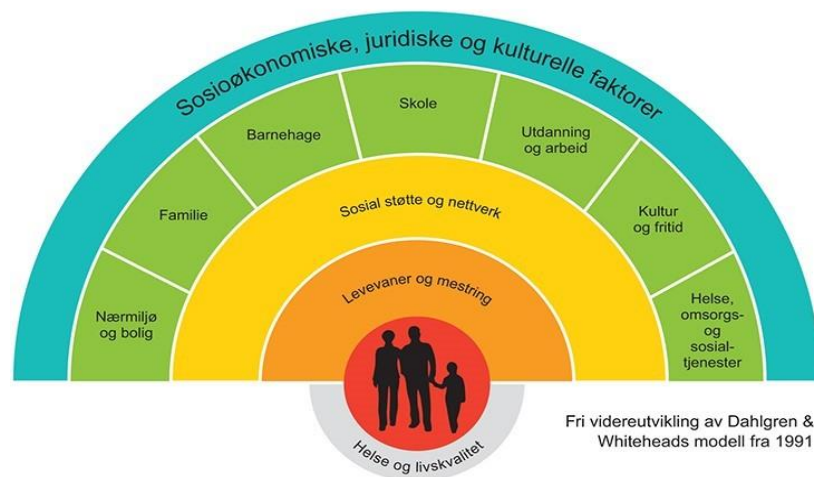 Sosioøkonomiske, juridiske og kulturelle faktorer
Nærmiljø
og bolig
Familie
Barnehage
Skole
Utdanning
og arbeid
Kultur
og fritid
Helse,
omsorgs-
og
sosial-
tjenester
Sosial støtte og nettverk
Levevaner og mestring
Helse og livskvalitet
Fri videreutvikling av Dahlgren &
Whiteheads modell fra 1991